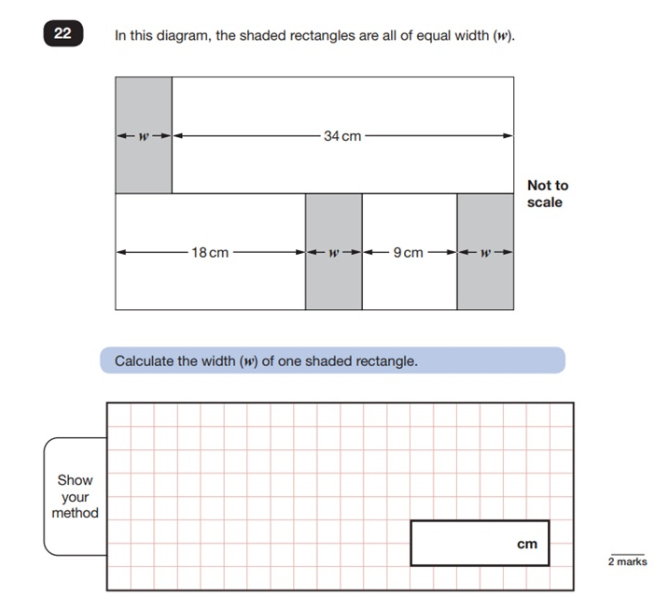 22
In this diagram, the shaded rectangles are all of equal width (w).
w
34 cm
Not to
scale
18 cm
w
9 cm
w
Calculate the width (w) of one shaded rectangle.
Show
your
method
cm
2 marks